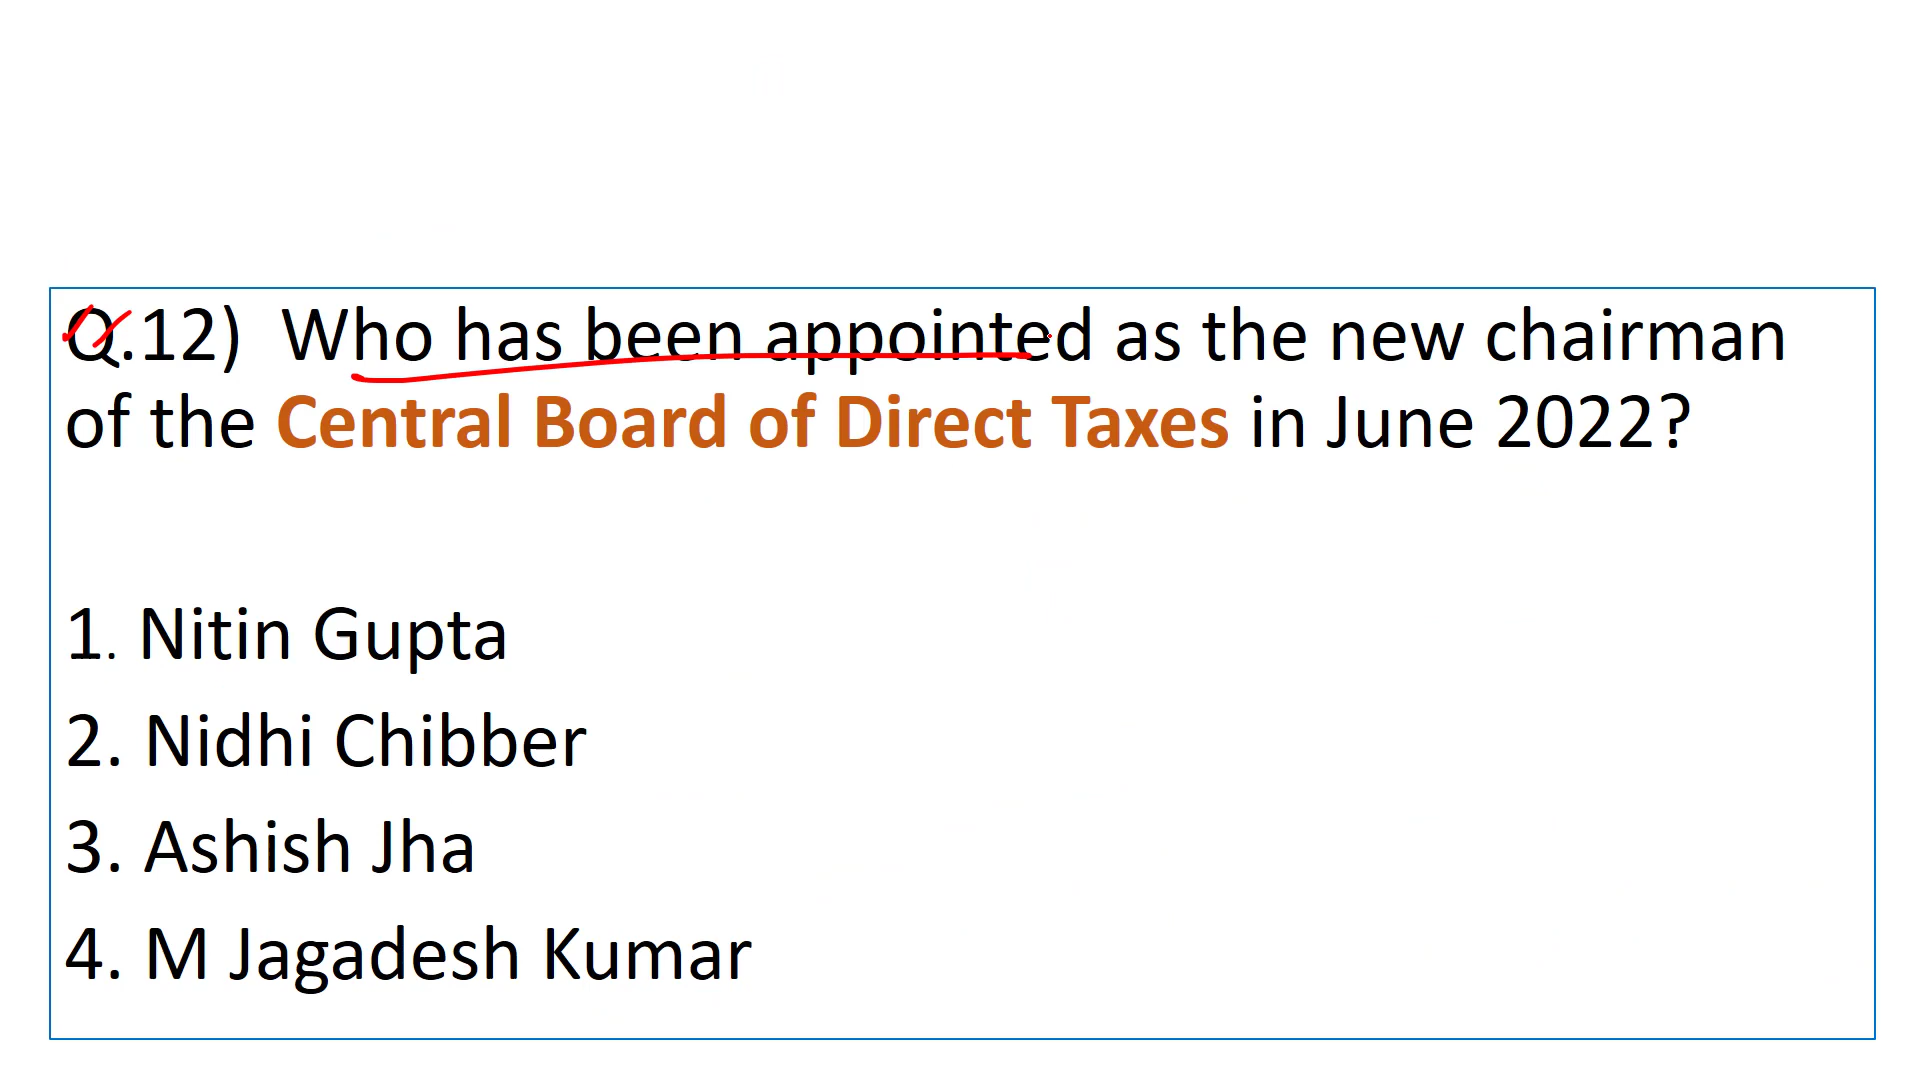 Q.12) Who has been appointed as the new chairman
of the Central Board of Direct Taxes in June 2022?
1. Nitin Gupta
2. Nidhi Chibber
3. Ashish Jha
4. M Jagadesh Kumar